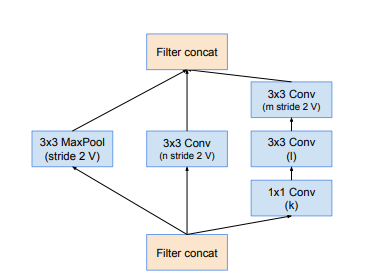 Filter concat
3x3 Conv
(m stride 2 V)
3x3 MaxPool
(stride 2 V)
3x3 Conv
(n stride 2 V)
3x3 Conv
(l)
1x1 Conv
(k)
Filter concat